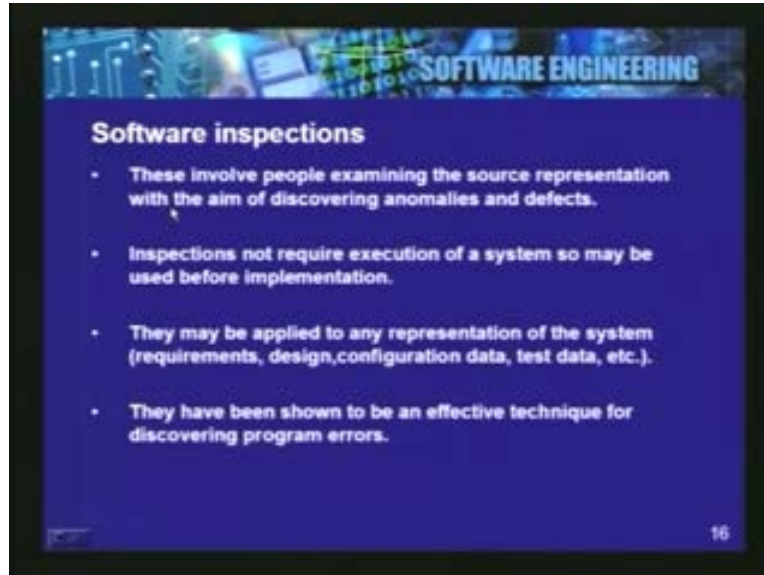 SOFTWARE ENGINEERING
Software inspections
• These involve people examining the source representation
with the aim of discovering anomalies and defects.
• Inspections not require execution of a system so may be
used before implementation.
• They may be applied to any representation of the system
(requirements, design,configuration data, test data, etc.).
• They have been shown to be an effective technique for
discovering program errors.
16